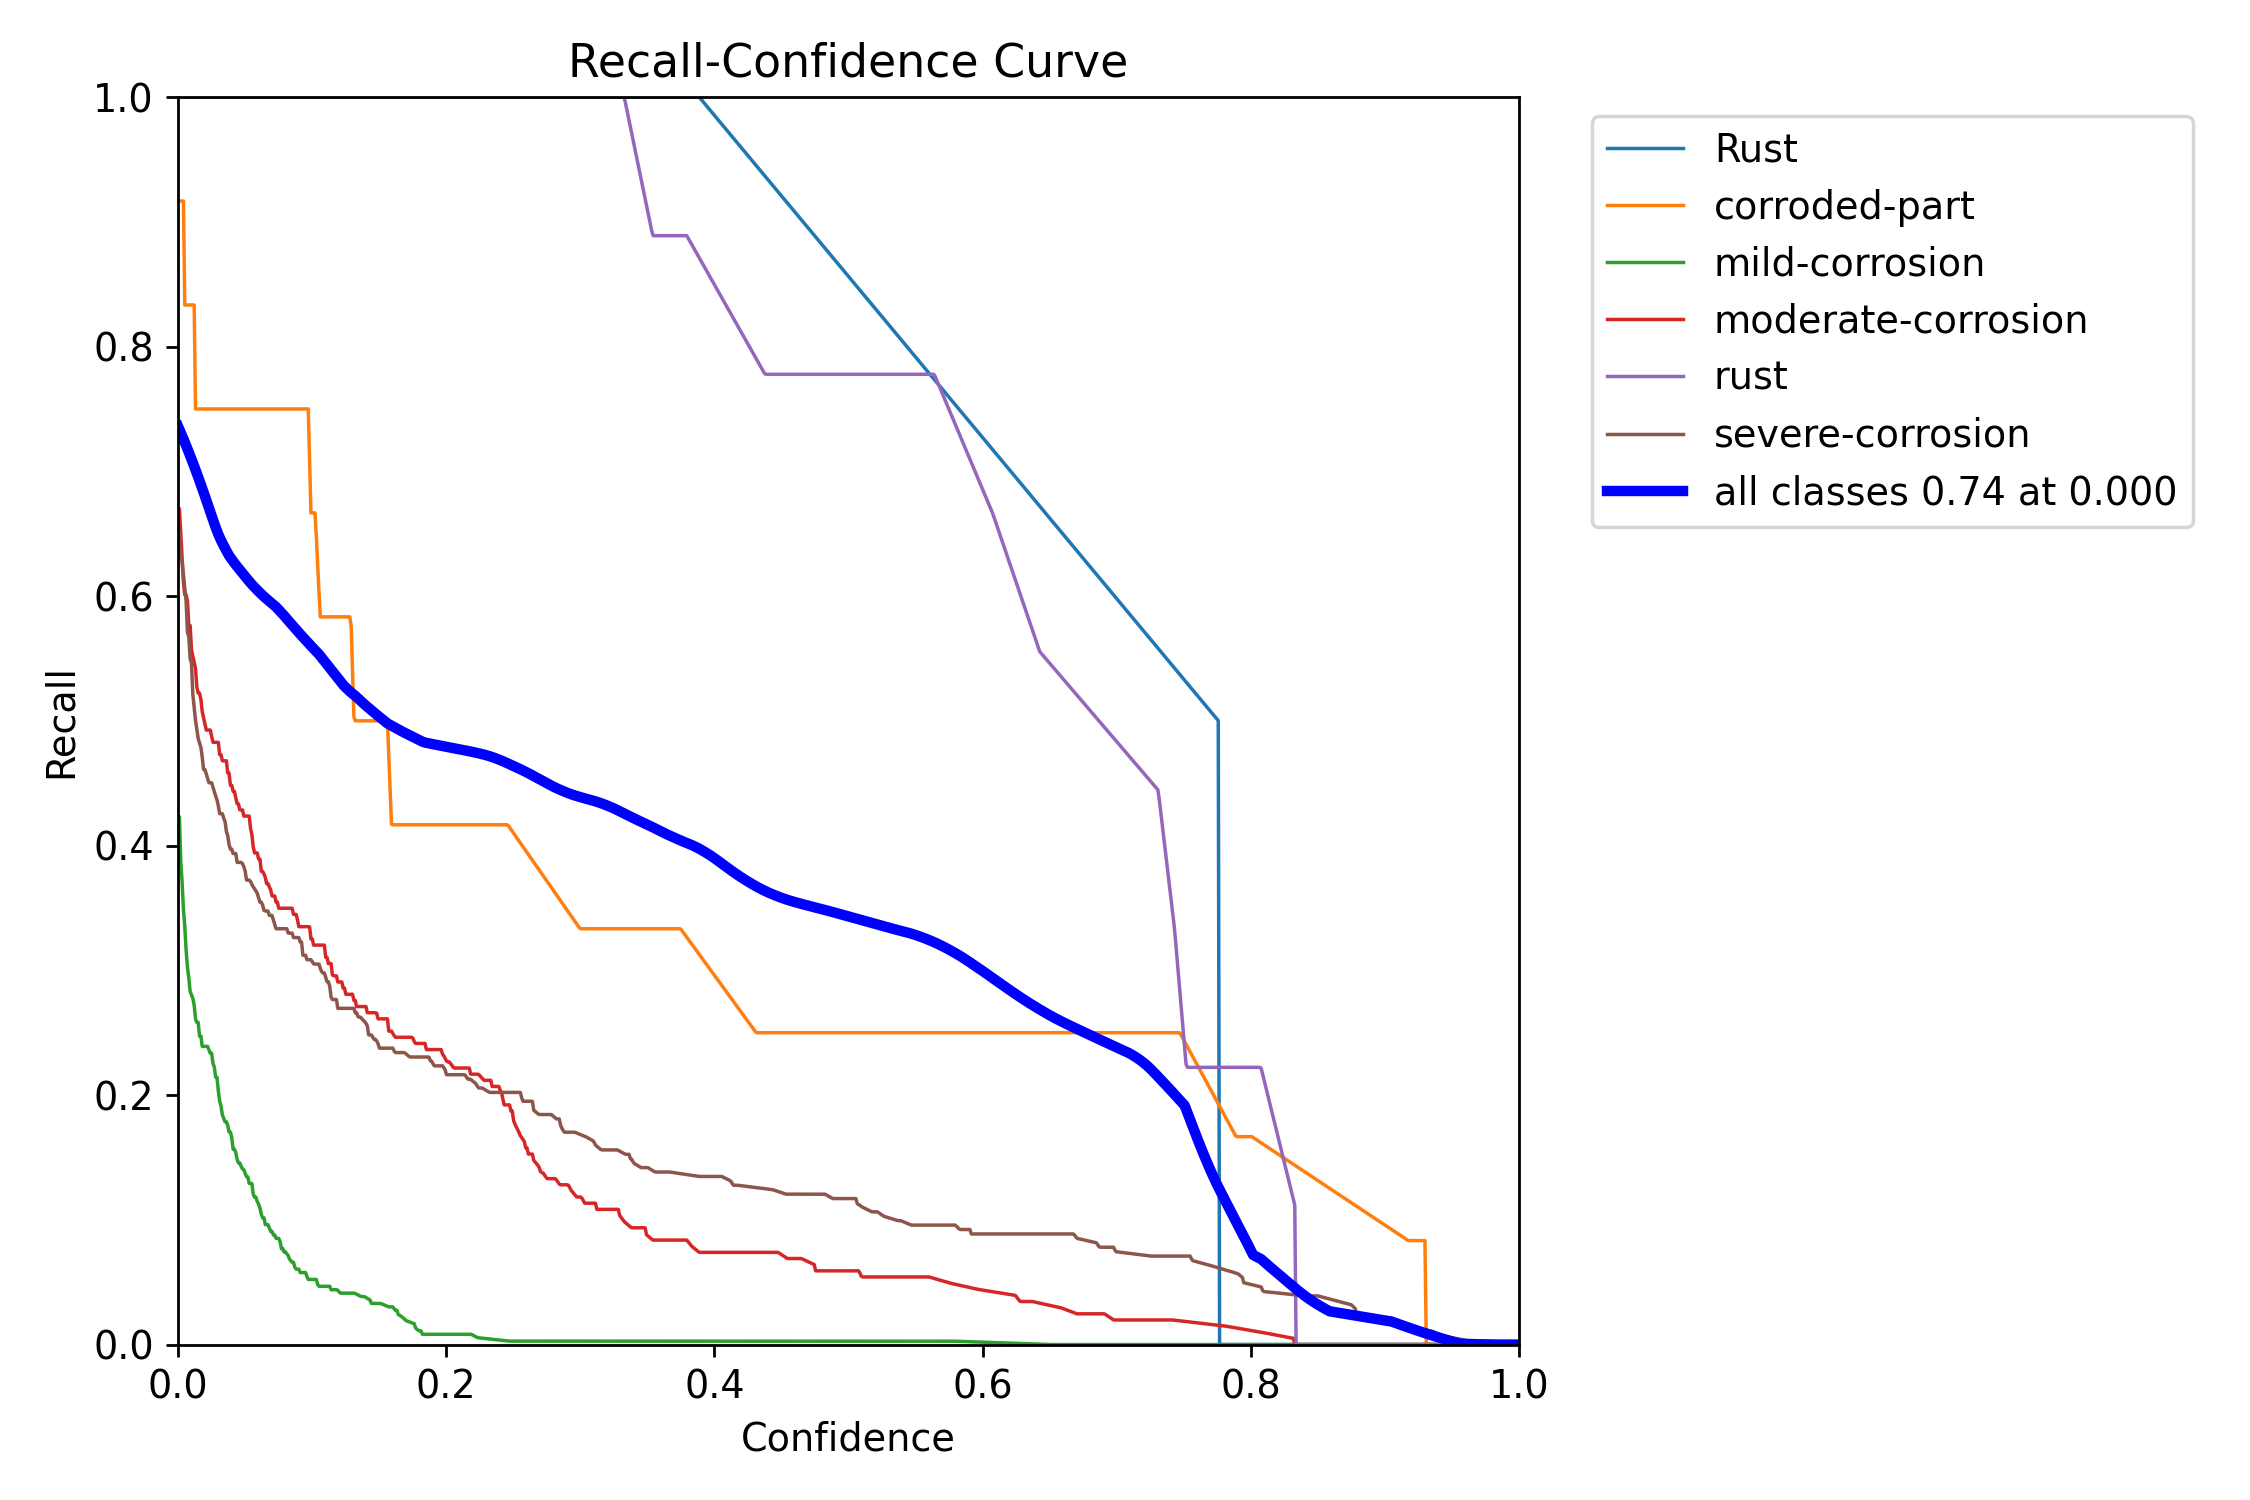 Recall-Confidence Curve
1.0
0.8
0.6
0.4
0.2
0.0
Recall
0.0 0.2 0.4 0.6 0.8 1.0
Confidence
Rust
corroded-part
mild-corrosion
moderate-corrosion
rust
severe-corrosion
all classes 0.74 at 0.000